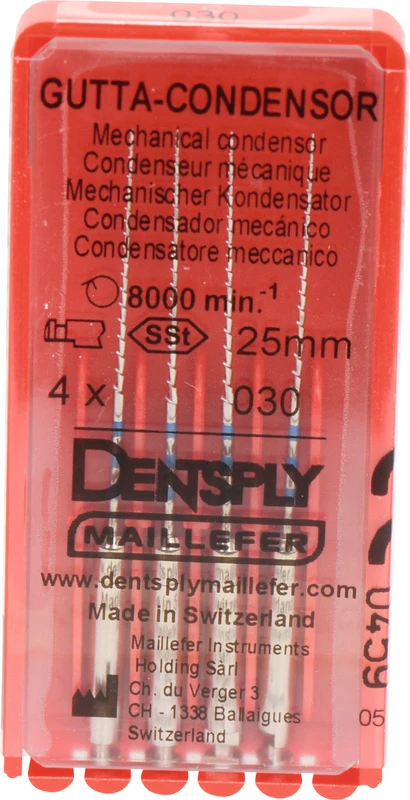 030
GUTTA-CONDENSOR
Mechanical condensor
Condenseur mécanique
Mechanischer Kondensator
Condensador mecánico
Condensatore meccanico
8000 min.-1
SSt 25mm
4 x 030
DENTSPLY
MAILLEFER
www.dentsplymaillefer.com
Made in Switzerland
Maillefer Instruments
Holding Sàrl
Ch. du Verger 3
CH - 1338 Ballaigues
Switzerland
0459
05